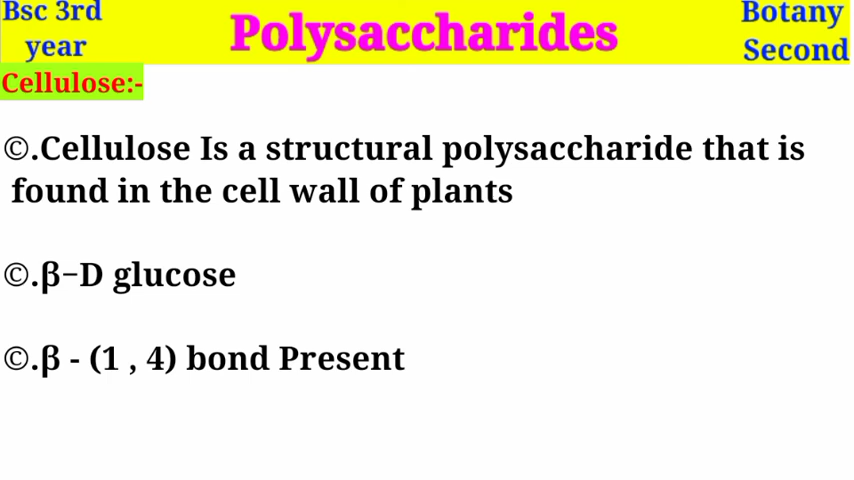 Bsc 3rd
year
Polysaccharides
Botany
Second
Cellulose:-
©.Cellulose Is a structural polysaccharide that is
found in the cell wall of plants
©.β−D glucose
©.β - (1 , 4) bond Present